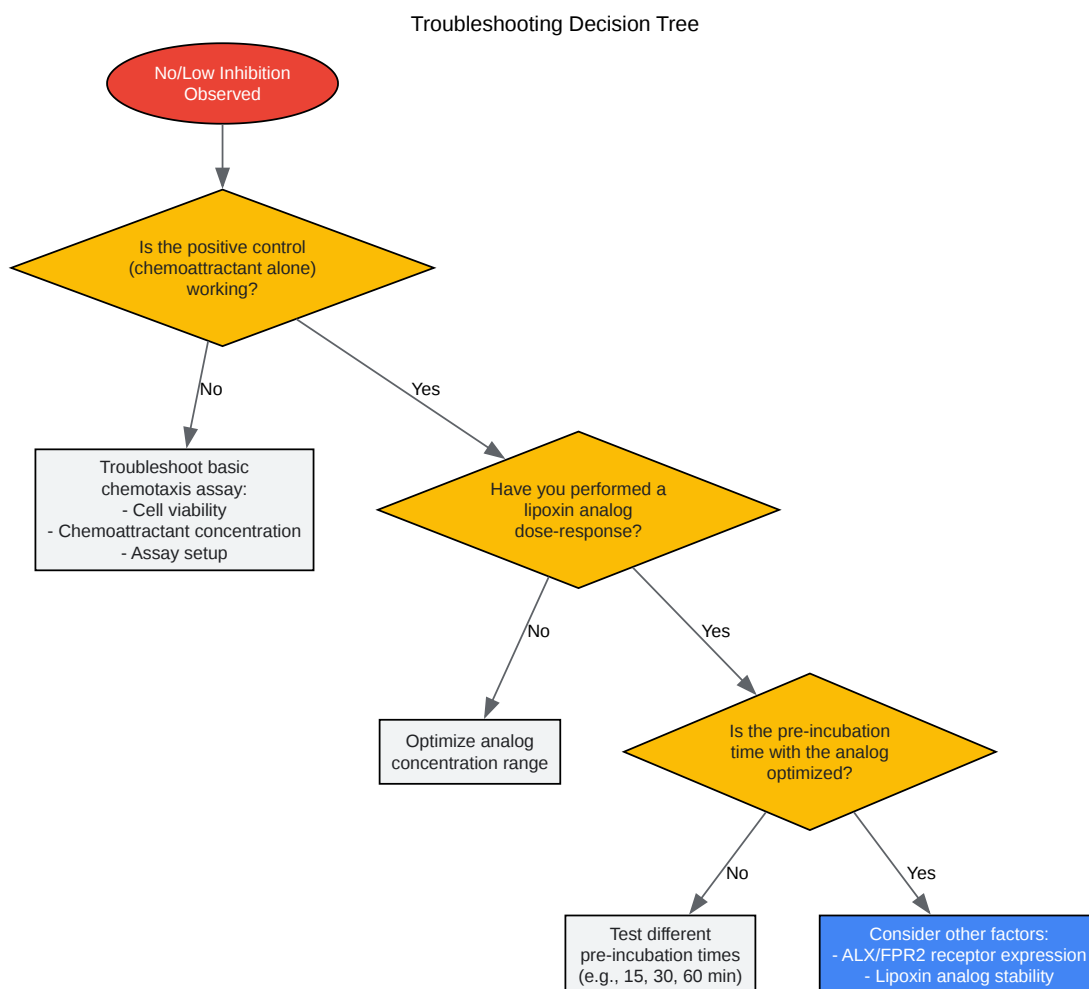 Troubleshooting Decision Tree
No/Low Inhibition
Observed
Is the positive control
(chemoattractant alone)
working?
No
Yes
Troubleshoot basic
chemotaxis assay:
- Cell viability
- Chemoattractant concentration
- Assay setup
Have you performed a
lipoxin analog
dose-response?
No
Yes
Optimize analog
concentration range
Is the pre-incubation
time with the analog
optimized?
No
Yes
Test different
pre-incubation times
(e.g., 15, 30, 60 min)
Consider other factors:
- ALX/FPR2 receptor expression
- Lipoxin analog stability